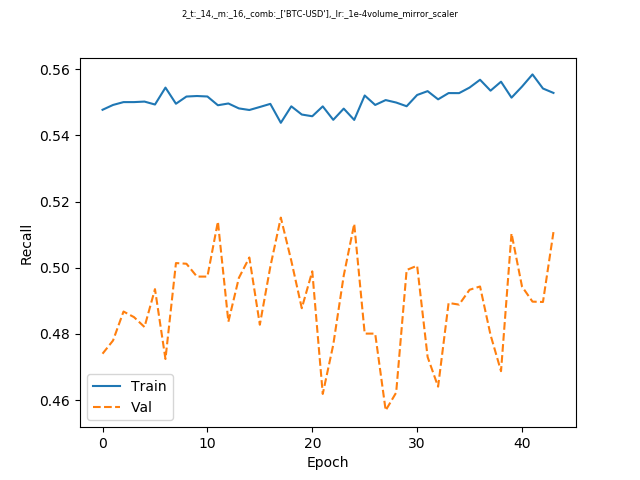 2_t:_14,_m:_16,_comb:_['BTC-USD'],_lr:_1e-4volume_mirror_scaler
0.56
0.54
0.52
0.50
0.48
0.46
Recall
Train
Val
0 10 20 30 40
Epoch